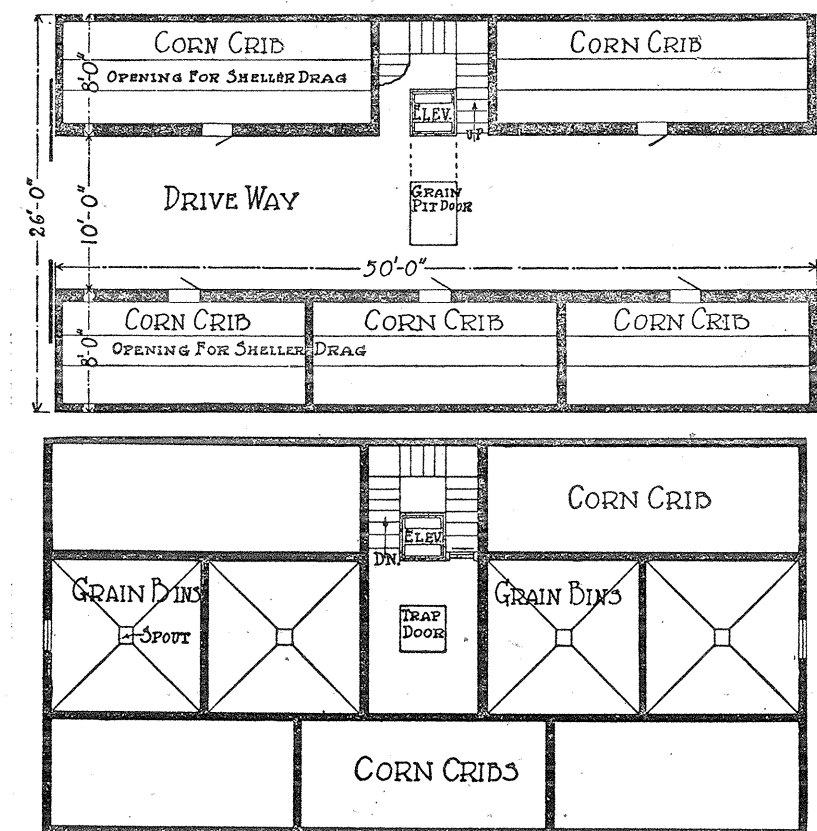 CORN CRIB
CORN CRIB
8'-0"
OPENING FOR SHELLER DRAG
ELEV.
UP
26'-0"
10'-0"
DRIVE WAY
GRAIN
PIT DOOR
50'-0"
CORN CRIB
CORN CRIB
CORN CRIB
8'-0"
OPENING FOR SHELLER DRAG
CORN CRIB
ELEV.
DN.
GRAIN BINS
GRAIN BINS
TRAP
DOOR
SPOUT
CORN CRIBS